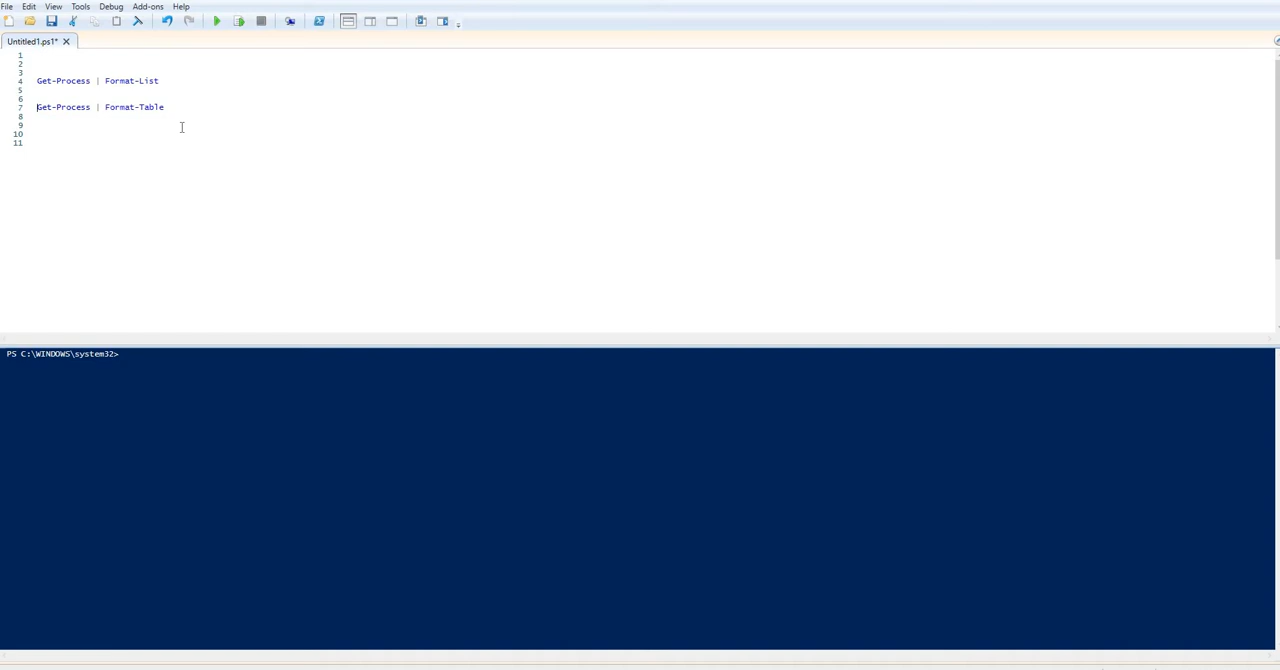 File Edit View Tools Debug Add-ons Help
Untitled1.ps1*
1
2
3
4 Get-Process | Format-List
5
6
7 Get-Process | Format-Table
8
9
10
11
PS C:\WINDOWS\system32>